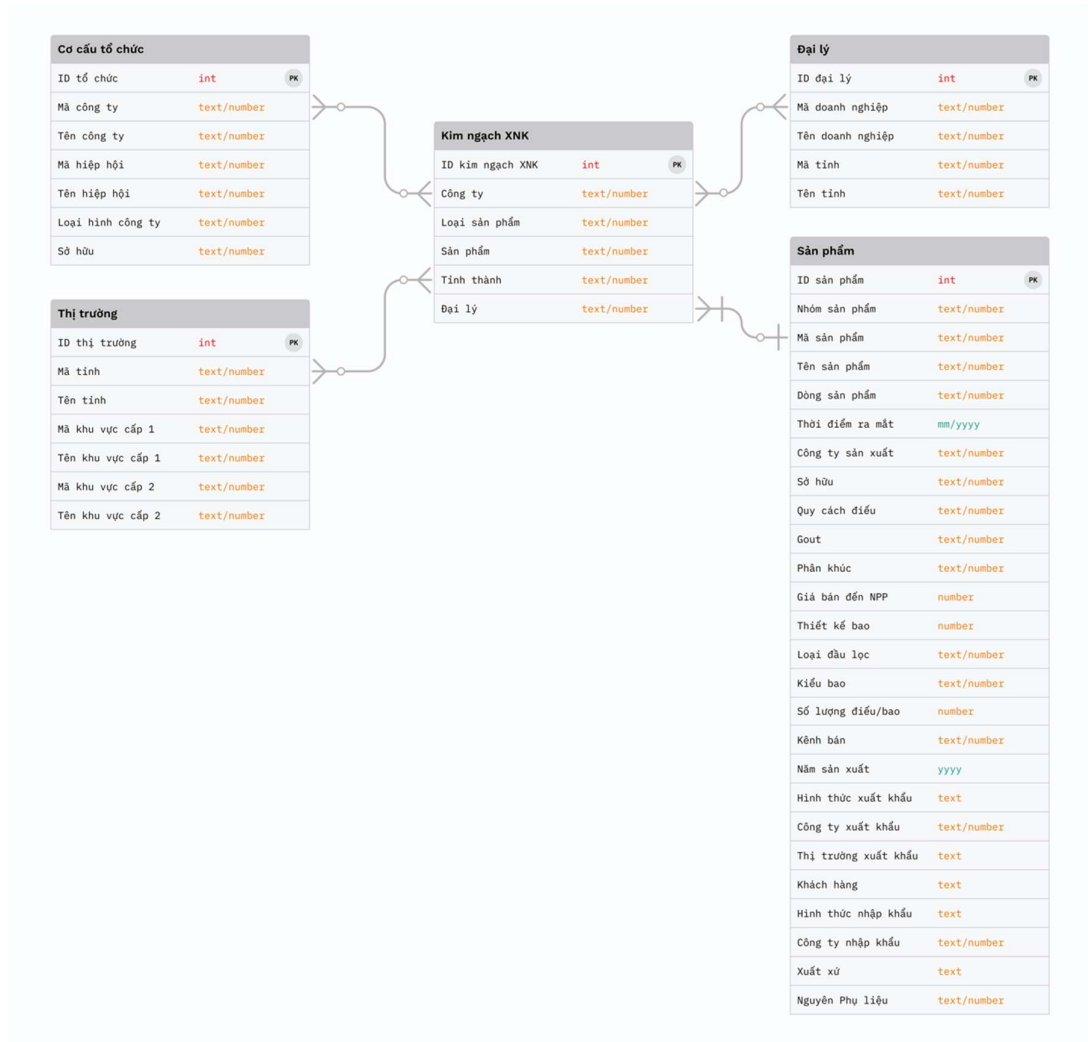 Cơ cấu tổ chức
ID tổ chức int PK
Mã công ty text/number
Tên công ty text/number
Mã hiệp hội text/number
Tên hiệp hội text/number
Loại hình công ty text/number
Sở hữu text/number
Thị trường
ID thị trường int PK
Mã tỉnh text/number
Tên tỉnh text/number
Mã khu vực cấp 1 text/number
Tên khu vực cấp 1 text/number
Mã khu vực cấp 2 text/number
Tên khu vực cấp 2 text/number
Kim ngạch XNK
ID kim ngạch XNK int PK
Công ty text/number
Loại sản phẩm text/number
Sản phẩm text/number
Tỉnh thành text/number
Đại lý text/number
Đại lý
ID đại lý int PK
Mã doanh nghiệp text/number
Tên doanh nghiệp text/number
Mã tỉnh text/number
Tên tỉnh text/number
Sản phẩm
ID sản phẩm int PK
Nhóm sản phẩm text/number
Mã sản phẩm text/number
Tên sản phẩm text/number
Dòng sản phẩm text/number
Thời điểm ra mắt mm/yyyy
Công ty sản xuất text/number
Sở hữu text/number
Quy cách điếu text/number
Gout text/number
Phân khúc text/number
Giá bán đến NPP number
Thiết kế bao number
Loại đầu lọc text/number
Kiểu bao text/number
Số lượng điếu/bao number
Kênh bán text/number
Năm sản xuất yyyy
Hình thức xuất khẩu text
Công ty xuất khẩu text/number
Thị trường xuất khẩu text
Khách hàng text
Hình thức nhập khẩu text
Công ty nhập khẩu text/number
Xuất xứ text
Nguyên Phụ liệu text/number